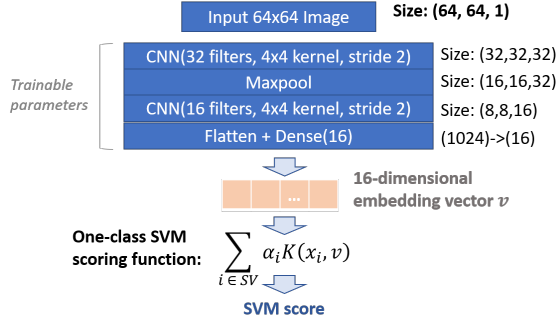 Input 64x64 Image
Size: (64, 64, 1)
Trainable
parameters
CNN(32 filters, 4x4 kernel, stride 2)
Size: (32,32,32)
Maxpool
Size: (16,16,32)
CNN(16 filters, 4x4 kernel, stride 2)
Size: (8,8,16)
Flatten + Dense(16)
(1024)->(16)
...
16-dimensional
embedding vector v
One-class SVM
scoring function:
∑ i ∈ SV α_i K(x_i, v)
SVM score